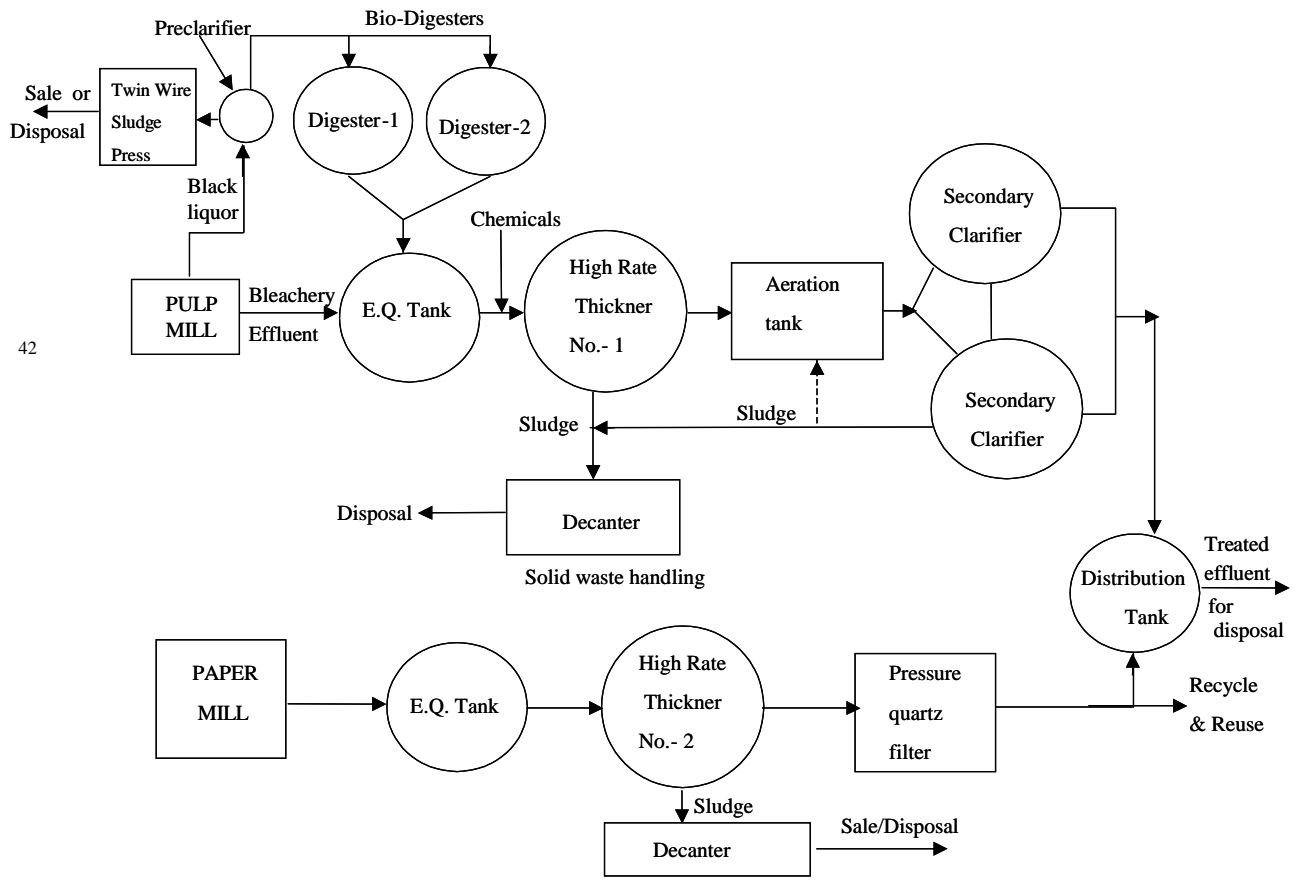 Bio-Digesters
Preclarifier
Sale or
Disposal
Twin Wire
Sludge
Press
Digester-1
Digester-2
Black
liquor
Chemicals
Secondary
Clarifier
PULP
MILL
Bleachery
Effluent
E.Q. Tank
High Rate
Thickner
No.- 1
Aeration
tank
42
Secondary
Clarifier
Sludge
Sludge
Disposal
Decanter
Solid waste handling
Distribution
Tank
Treated
effluent
for
disposal
PAPER
MILL
E.Q. Tank
High Rate
Thickner
No.- 2
Pressure
quartz
filter
Recycle
& Reuse
Sludge
Decanter
Sale/Disposal